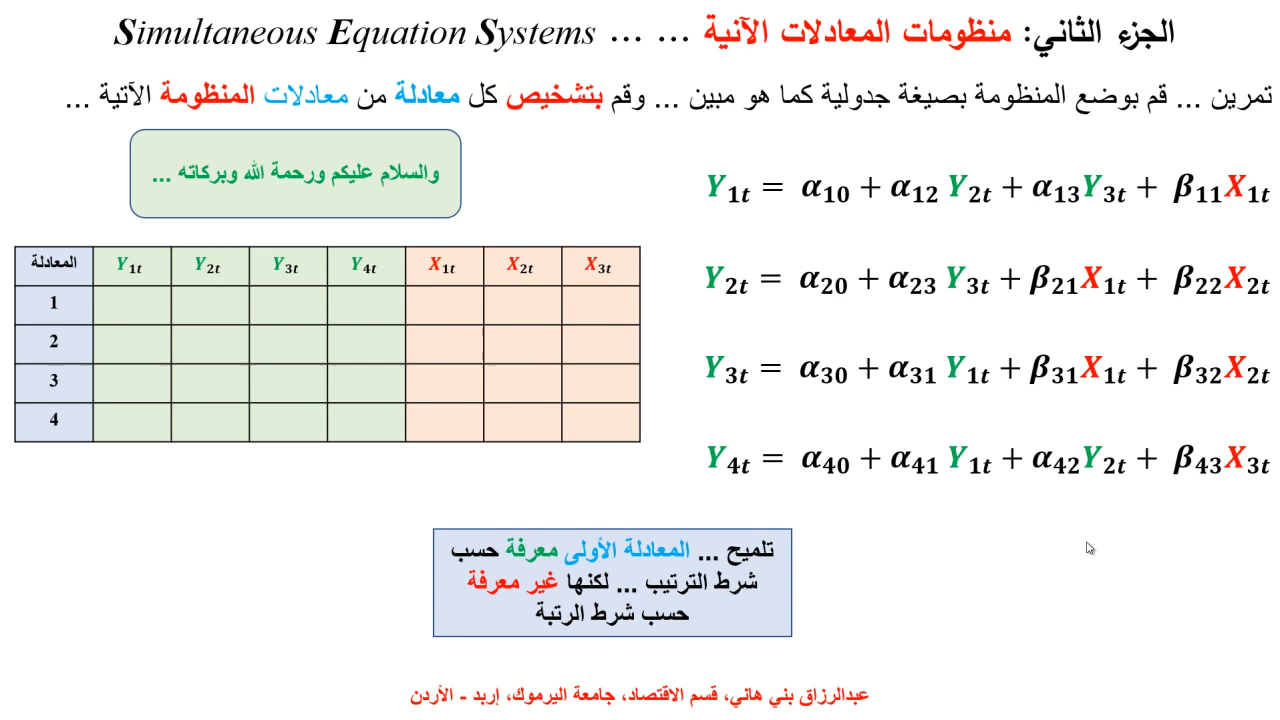 الجزء الثاني: منظومات المعادلات الآنية ... ... Simultaneous Equation Systems
تمرين ... قم بوضع المنظومة بصيغة جدولية كما هو مبين ... وقم بتشخيص كل معادلة من معادلات المنظومة الآتية ...
والسلام عليكم ورحمة الله وبركاته ...
Y₁ₜ = α₁₀ + α₁₂ Y₂ₜ + α₁₃Y₃ₜ + β₁₁X₁ₜ
Y₂ₜ = α₂₀ + α₂₃ Y₃ₜ + β₂₁X₁ₜ + β₂₂X₂ₜ
Y₃ₜ = α₃₀ + α₃₁ Y₁ₜ + β₃₁X₁ₜ + β₃₂X₂ₜ
Y₄ₜ = α₄₀ + α₄₁ Y₁ₜ + α₄₂Y₂ₜ + β₄₃X₃ₜ
المعادلة Y₁ₜ Y₂ₜ Y₃ₜ Y₄ₜ X₁ₜ X₂ₜ X₃ₜ
1
2
3
4
تلميح ... المعادلة الأولى معرفة حسب
شرط الترتيب ... لكنها غير معرفة
حسب شرط الرتبة
عبدالرزاق بني هاني، قسم الاقتصاد، جامعة اليرموك، إربد - الأردن